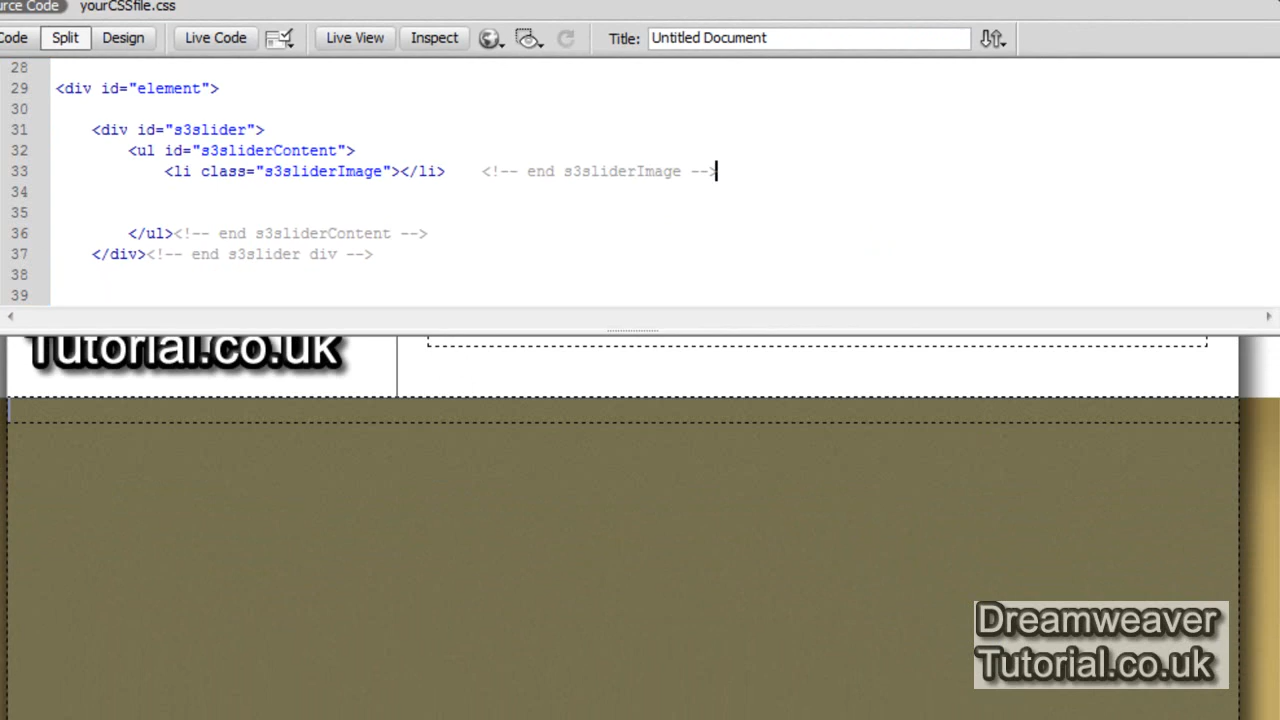 urce Code yourCSSfile.css
Code Split Design Live Code Live View Inspect Title: Untitled Document
28
29 <div id="element">
30
31 <div id="s3slider">
32 <ul id="s3sliderContent">
33 <li class="s3sliderImage"></li> <!-- end s3sliderImage -->
34
35
36 </ul><!-- end s3sliderContent -->
37 </div><!-- end s3slider div -->
38
39
Tutorial.co.uk
Dreamweaver
Tutorial.co.uk